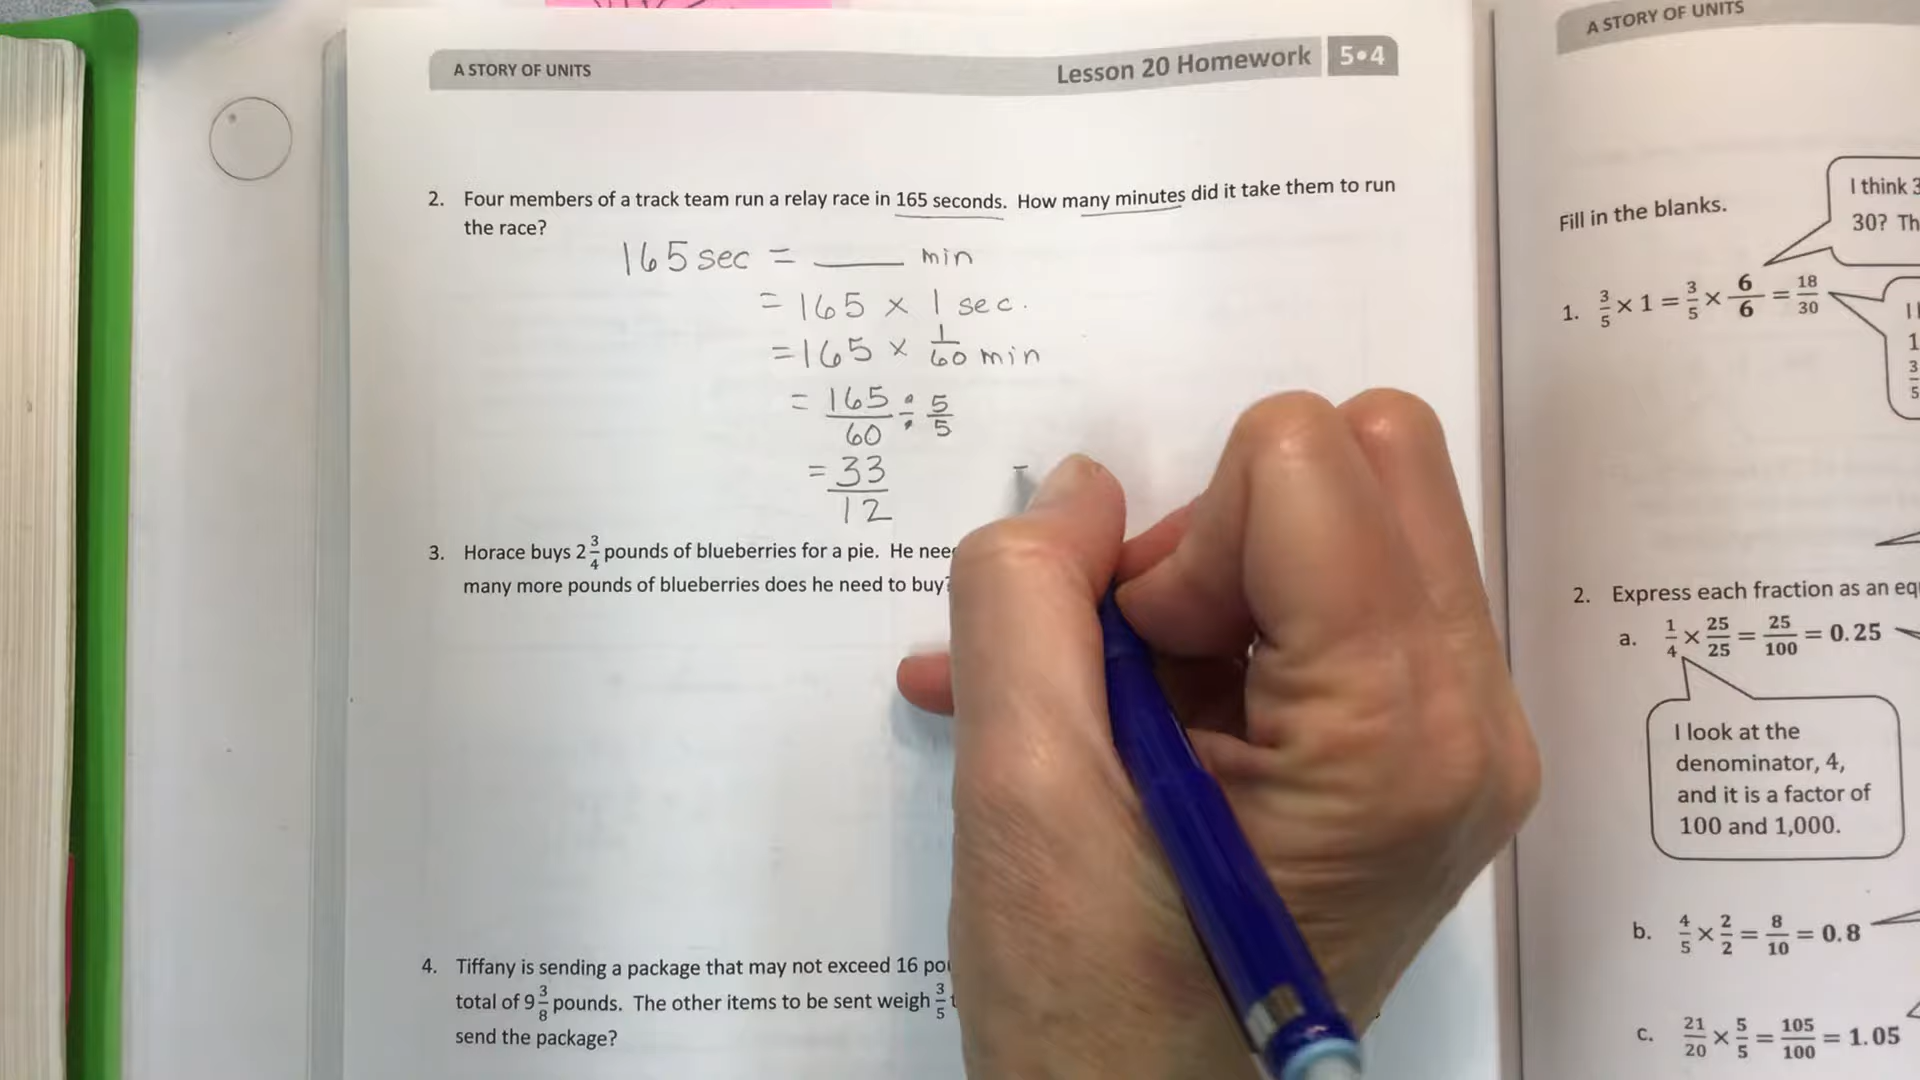 A STORY OF UNITS
Lesson 20 Homework 5•4
2. Four members of a track team run a relay race in 165 seconds. How many minutes did it take them to run
the race?
165 sec = ____ min
= 165 × 1 sec.
= 165 × 1/60 min
= 165/60 ÷ 5/5
= 33/12
3. Horace buys 2 3/4 pounds of blueberries for a pie. He
many more pounds of blueberries does he need to buy?
4. Tiffany is sending a package that may not exceed 16
total of 9 3/8 pounds. The other items to be sent weigh 3/5
send the package?
A STORY OF UNITS
I think 3
30? Th
Fill in the blanks.
1. 3/5 × 1 = 3/5 × 6/6 = 18/30
2. Express each fraction as an
a. 1/4 × 25/25 = 25/100 = 0.25
I look at the
denominator, 4,
and it is a factor of
100 and 1,000.
b. 4/5 × 2/2 = 8/10 = 0.8
c. 21/20 × 5/5 = 105/100 = 1.05